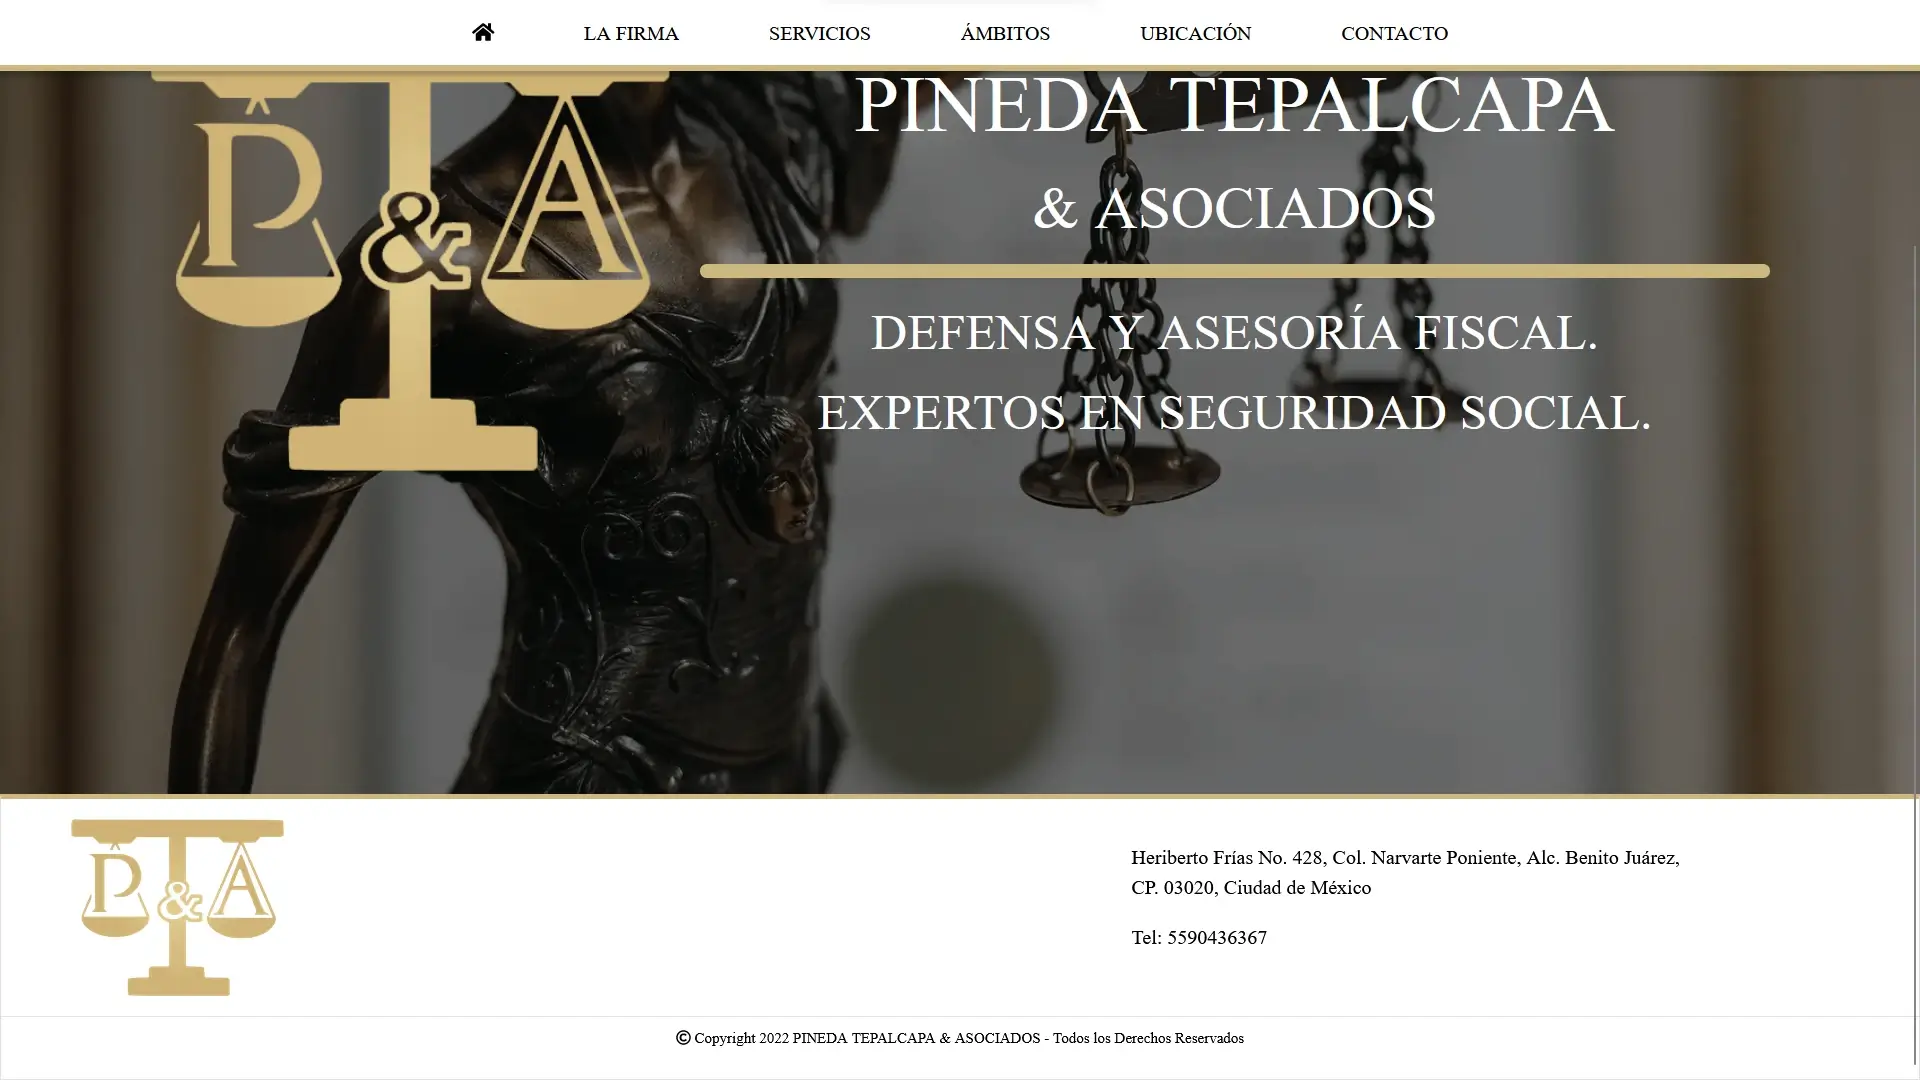 LA FIRMA
SERVICIOS
ÁMBITOS
UBICACIÓN
CONTACTO
P & A
PINEDA TEPALCAPA
& ASOCIADOS
DEFENSA Y ASESORÍA FISCAL.
EXPERTOS EN SEGURIDAD SOCIAL.
P & A
Heriberto Frías No. 428, Col. Narvarte Poniente, Alc. Benito Juárez,
CP. 03020, Ciudad de México
Tel: 5590436367
© Copyright 2022 PINEDA TEPALCAPA & ASOCIADOS - Todos los Derechos Reservados